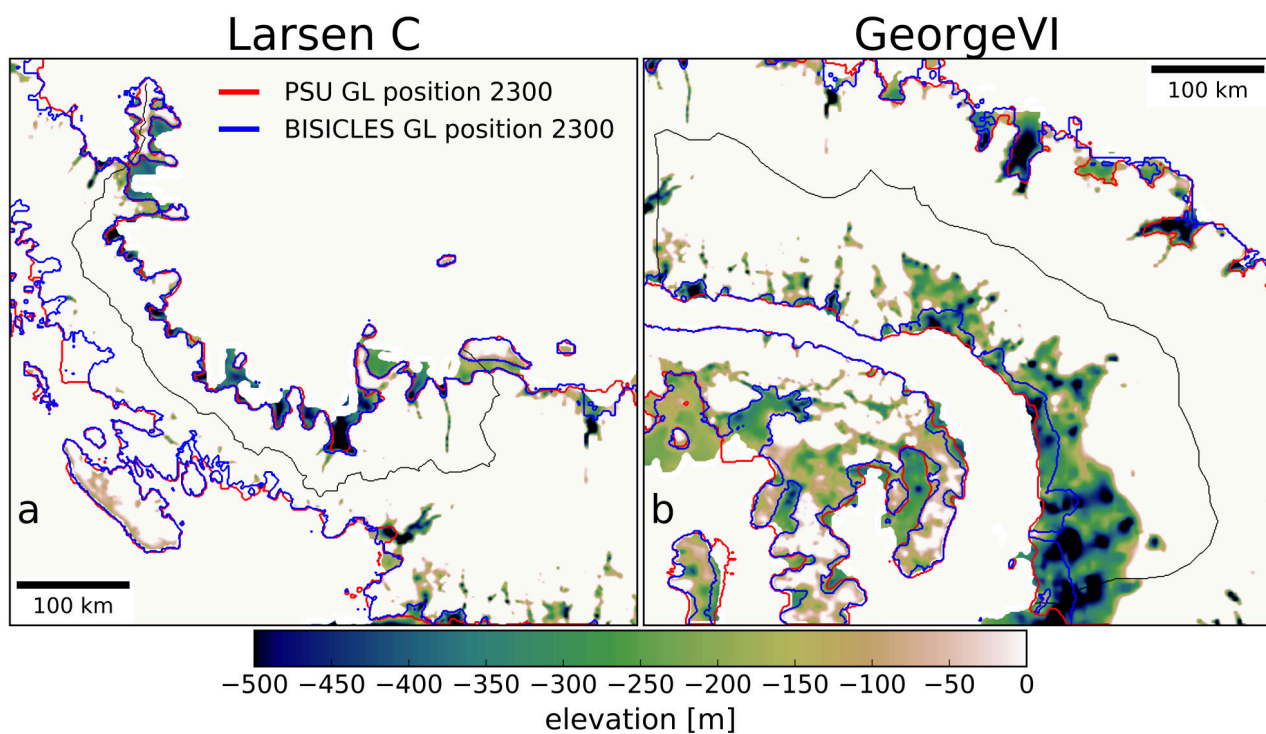 Larsen C
GeorgeVI
PSU GL position 2300
BISICLES GL position 2300
100 km
a
b
100 km
−500 −450 −400 −350 −300 −250 −200 −150 −100 −50 0
elevation [m]